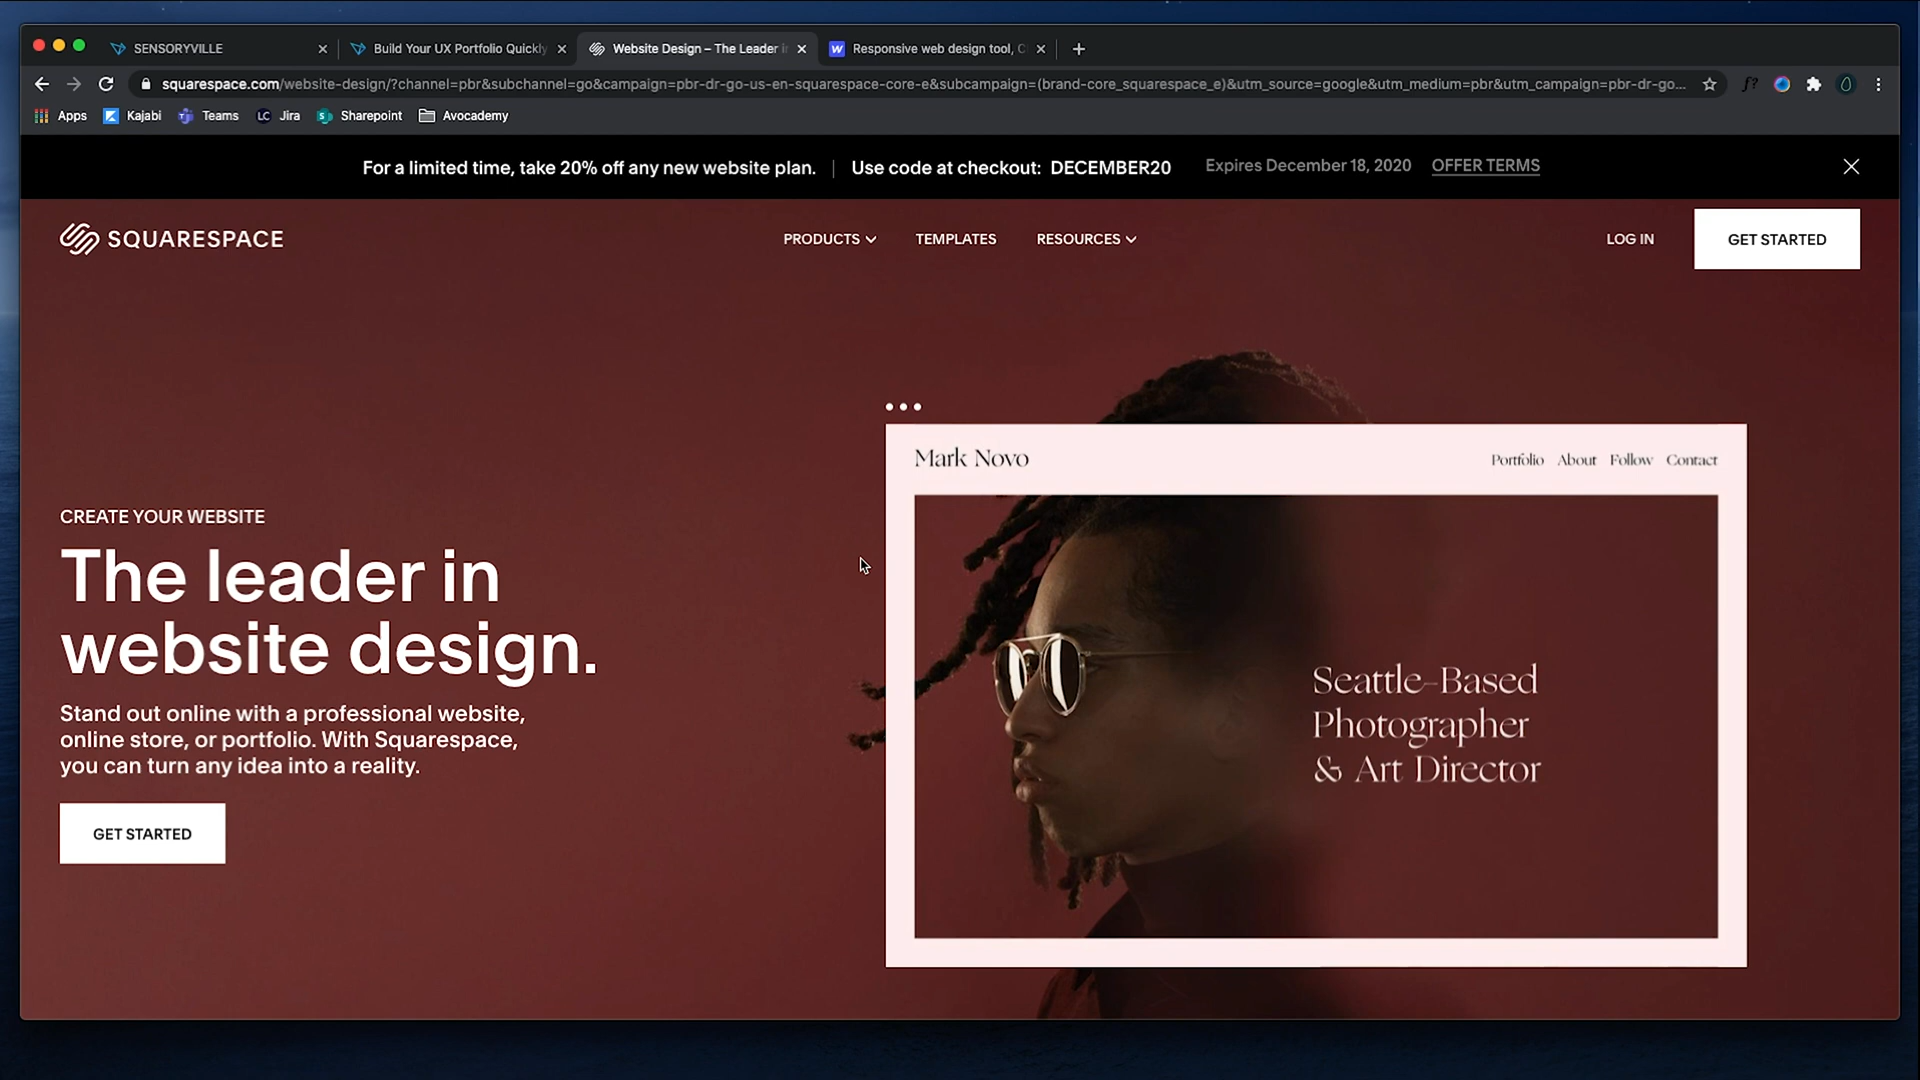 SENSORYVILLE
Build Your UX Portfolio Quickly
Website Design – The Leader i
Responsive web design tool, C
squarespace.com/website-design/?channel=pbr&subchannel=go&campaign=pbr-dr-go-us-en-squarespace-core-e&subcampaign=(brand-core_squarespace_e)&utm_source=google&utm_medium=pbr&utm_campaign=pbr-dr-go...
Apps
Kajabi
Teams
LC Jira
Sharepoint
Avocademy
For a limited time, take 20% off any new website plan. | Use code at checkout: DECEMBER20
Expires December 18, 2020
OFFER TERMS
SQUARESPACE
PRODUCTS
TEMPLATES
RESOURCES
LOG IN
GET STARTED
Mark Novo
Portfolio About Follow Contact
CREATE YOUR WEBSITE
The leader in
website design.
Stand out online with a professional website,
online store, or portfolio. With Squarespace,
you can turn any idea into a reality.
GET STARTED
Seattle-Based
Photographer
& Art Director